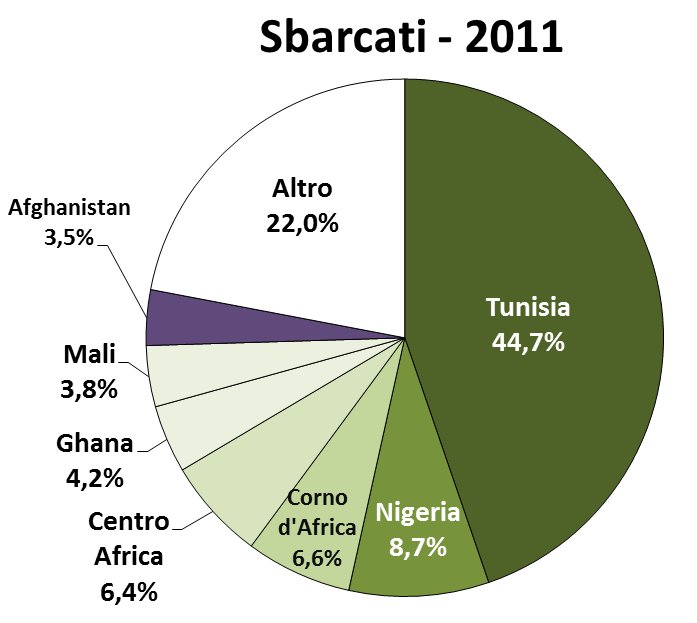 Sbarcati - 2011
Altro
22,0%
Afghanistan
3,5%
Tunisia
44,7%
Mali
3,8%
Ghana
4,2%
Centro
Africa
6,4%
Corno
d'Africa
6,6%
Nigeria
8,7%